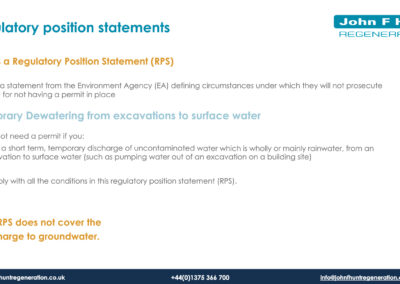 ulatory position statements
John F H
REGENERA
s a Regulatory Position Statement (RPS)
a statement from the Environment Agency (EA) defining circumstances under which they will not prosecute
for not having a permit in place
orary Dewatering from excavations to surface water
ot need a permit if you:
a short term, temporary discharge of uncontaminated water which is wholly or mainly rainwater, from an
vation to surface water (such as pumping water out of an excavation on a building site)
ply with all the conditions in this regulatory position statement (RPS).
RPS does not cover the
harge to groundwater.
huntregeneration.co.uk +44(0)1375 366 700 info@johnfhuntregeneration.co